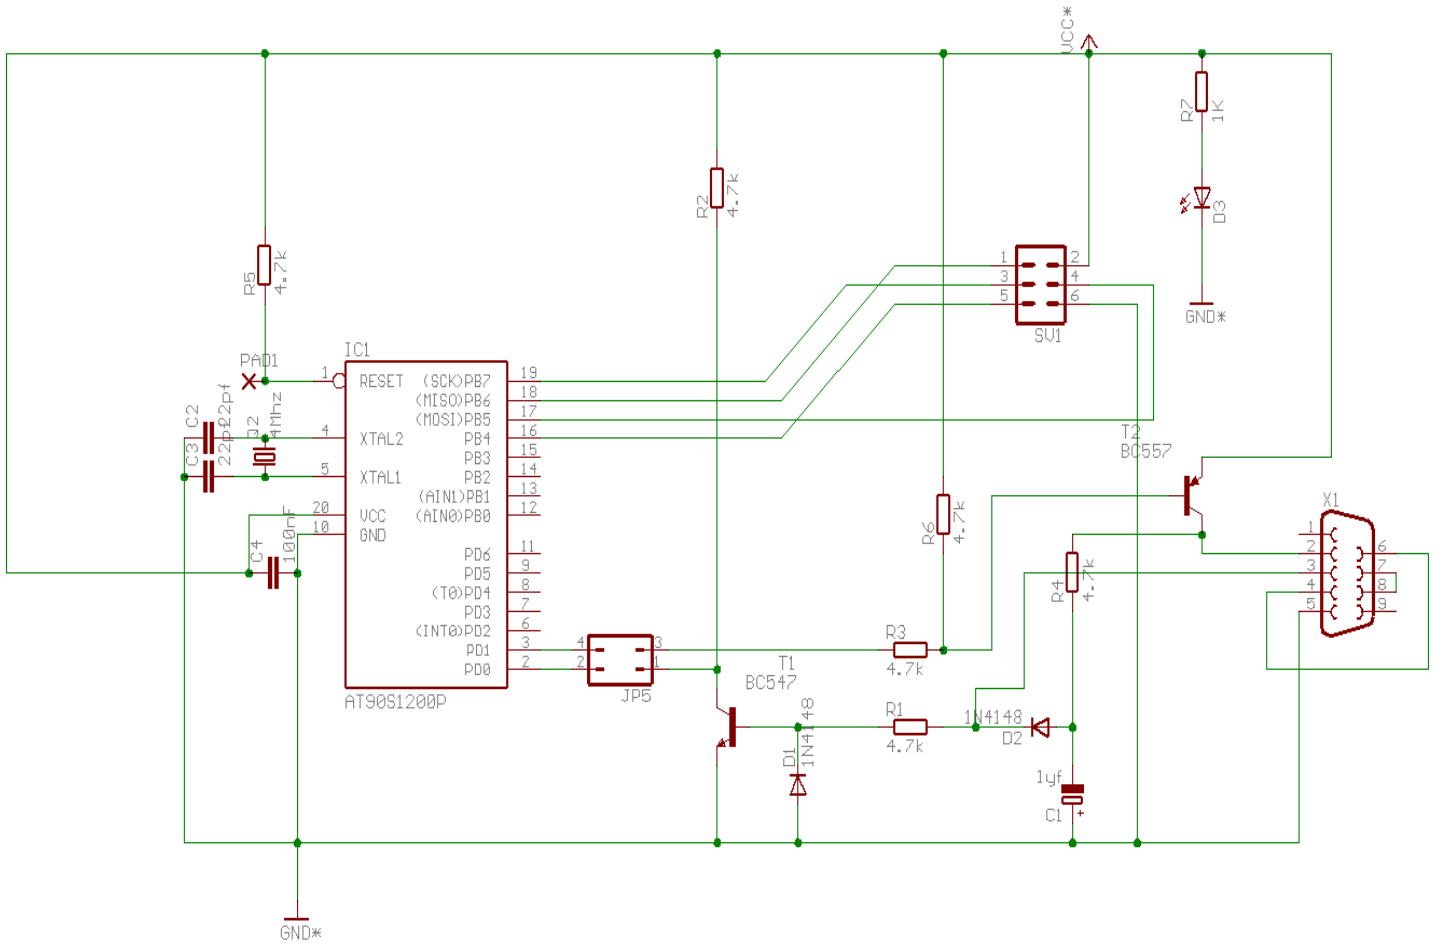 VCC*
R7
1K
R2
4.7k
D3
GND*
R5
4.7k
1
2
3
4
5
6
SV1
IC1
PAD1
1
RESET
(SCK)PB7
19
(MISO)PB6
18
(MOSI)PB5
17
C2
22pf
Q2
4Mhz
4
XTAL2
PB4
16
C3
22pf
PB3
15
5
XTAL1
PB2
14
(AIN1)PB1
13
20
VCC
(AIN0)PB0
12
10
GND
C4
100nF
PD6
11
PD5
9
(T0)PD4
8
PD3
7
(INT0)PD2
6
PD1
3
PD0
2
AT90S1200P
4
3
2
1
JP5
T2
BC557
R6
4.7k
X1
1
2
3
4
5
6
7
8
9
R4
4.7k
R3
4.7k
T1
BC547
R1
4.7k
1N4148
D2
D1
1N4148
1yf
C1
+
GND*